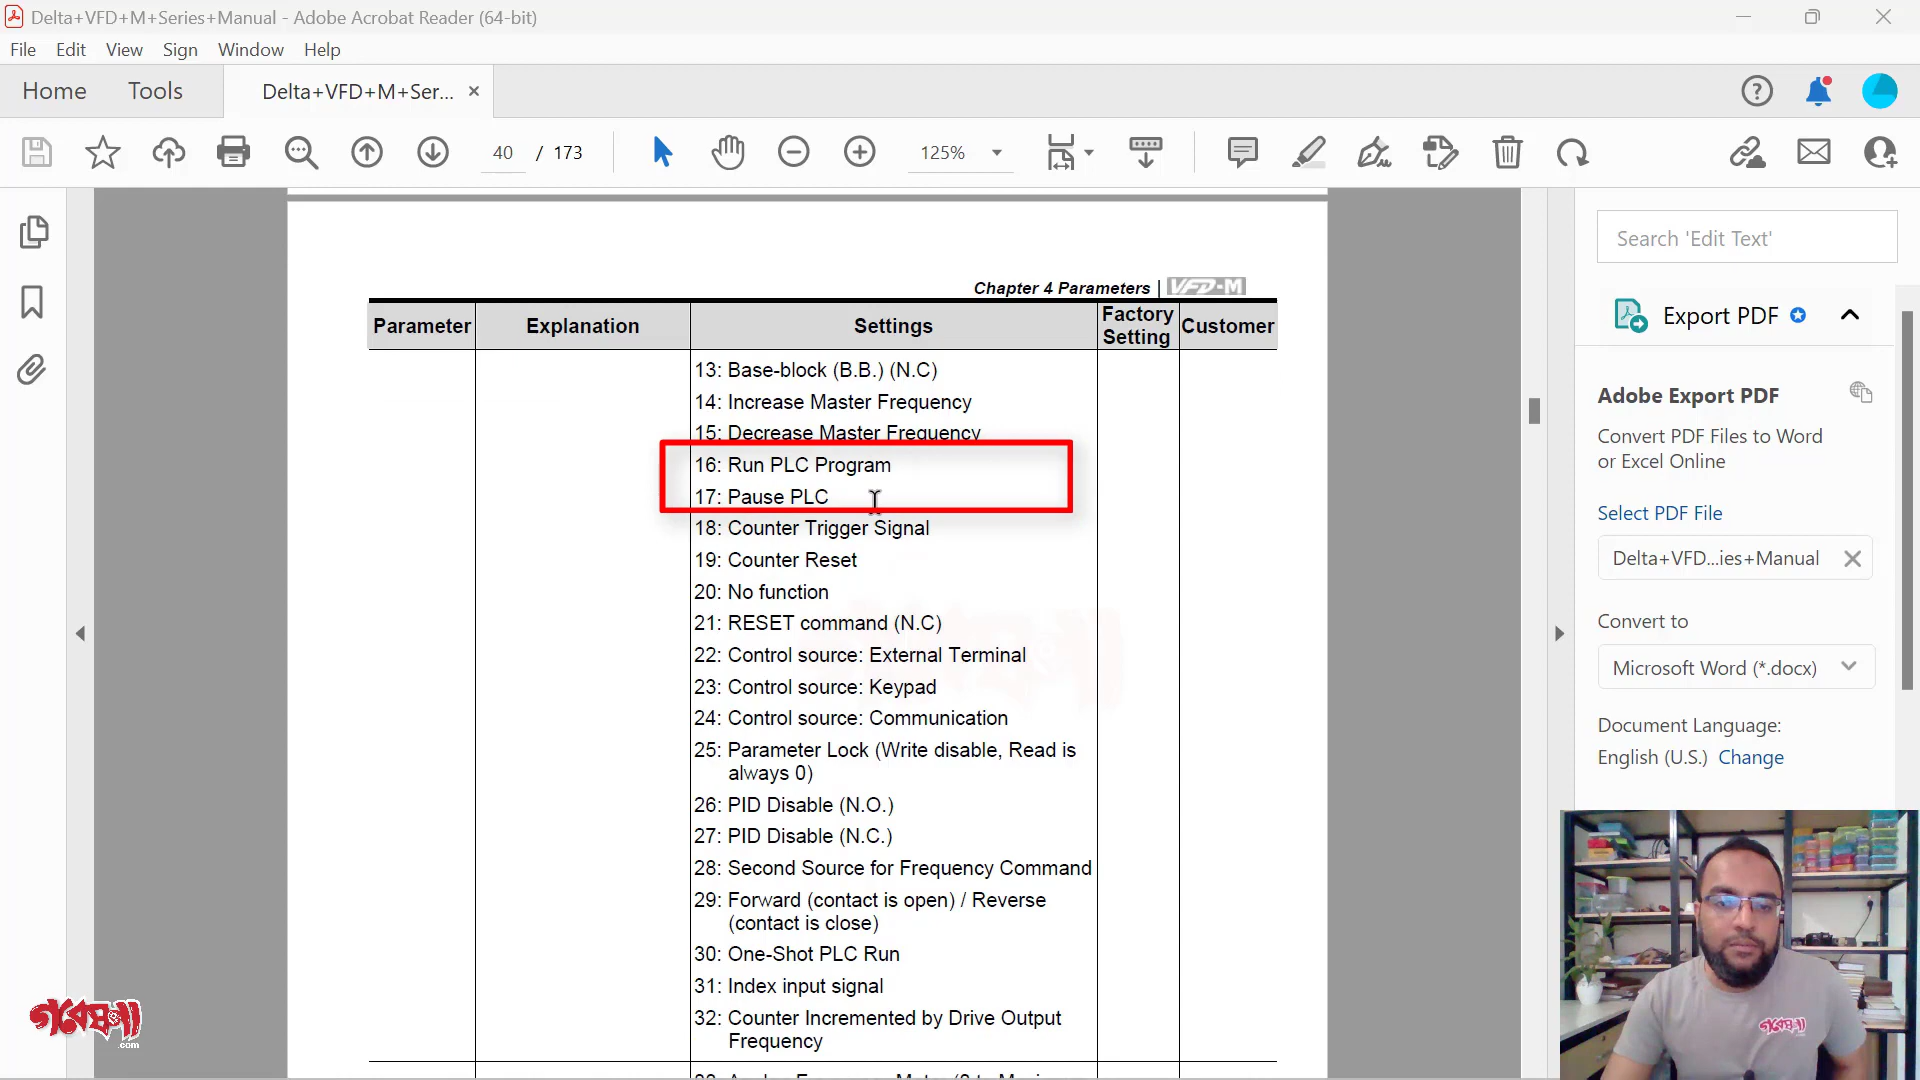 Delta+VFD+M+Series+Manual - Adobe Acrobat Reader (64-bit)
File Edit View Sign Window Help
Home Tools Delta+VFD+M+Ser... ×
40 / 173 125%
Chapter 4 Parameters | VFD-M
Parameter Explanation Settings Factory Setting Customer
13: Base-block (B.B.) (N.C)
14: Increase Master Frequency
15: Decrease Master Frequency
16: Run PLC Program
17: Pause PLC
18: Counter Trigger Signal
19: Counter Reset
20: No function
21: RESET command (N.C)
22: Control source: External Terminal
23: Control source: Keypad
24: Control source: Communication
25: Parameter Lock (Write disable, Read is
always 0)
26: PID Disable (N.O.)
27: PID Disable (N.C.)
28: Second Source for Frequency Command
29: Forward (contact is open) / Reverse
(contact is close)
30: One-Shot PLC Run
31: Index input signal
32: Counter Incremented by Drive Output
Frequency
Search 'Edit Text'
Export PDF
Adobe Export PDF
Convert PDF Files to Word
or Excel Online
Select PDF File
Delta+VFD...ies+Manual
Convert to
Microsoft Word (*.docx)
Document Language:
English (U.S.) Change
গবেষণা
.com
গবেষণা